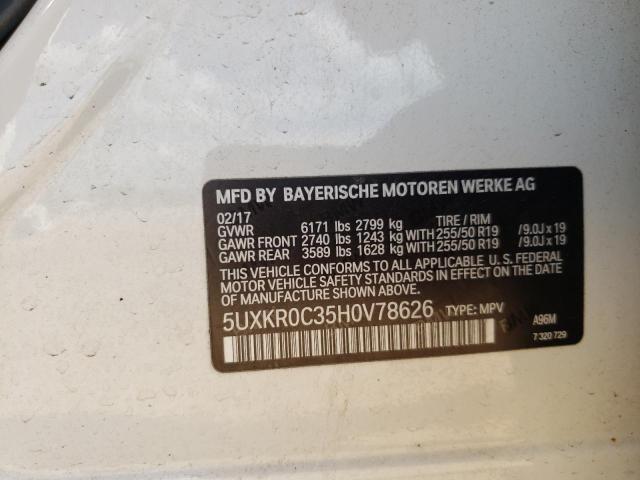 MFD BY BAYERISCHE MOTOREN WERKE AG
02/17
GVWR 6171 lbs 2799 kg TIRE / RIM
GAWR FRONT 2740 lbs 1243 kg WITH 255/50 R19 /9.0J x 19
GAWR REAR 3589 lbs 1628 kg WITH 255/50 R19 /9.0J x 19
THIS VEHICLE CONFORMS TO ALL APPLICABLE U. S. FEDERAL
MOTOR VEHICLE SAFETY STANDARDS IN EFFECT ON THE DATE
OF MANUFACTURE SHOWN ABOVE.
5UXKR0C35H0V78626 TYPE: MPV
A96M
7 320 729